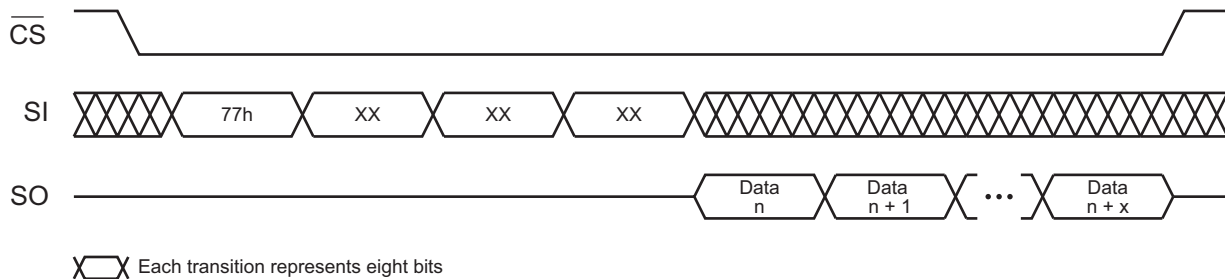 CS
SI
77h
XX
XX
XX
SO
Data
n
Data
n + 1
•••
Data
n + x
Each transition represents eight bits